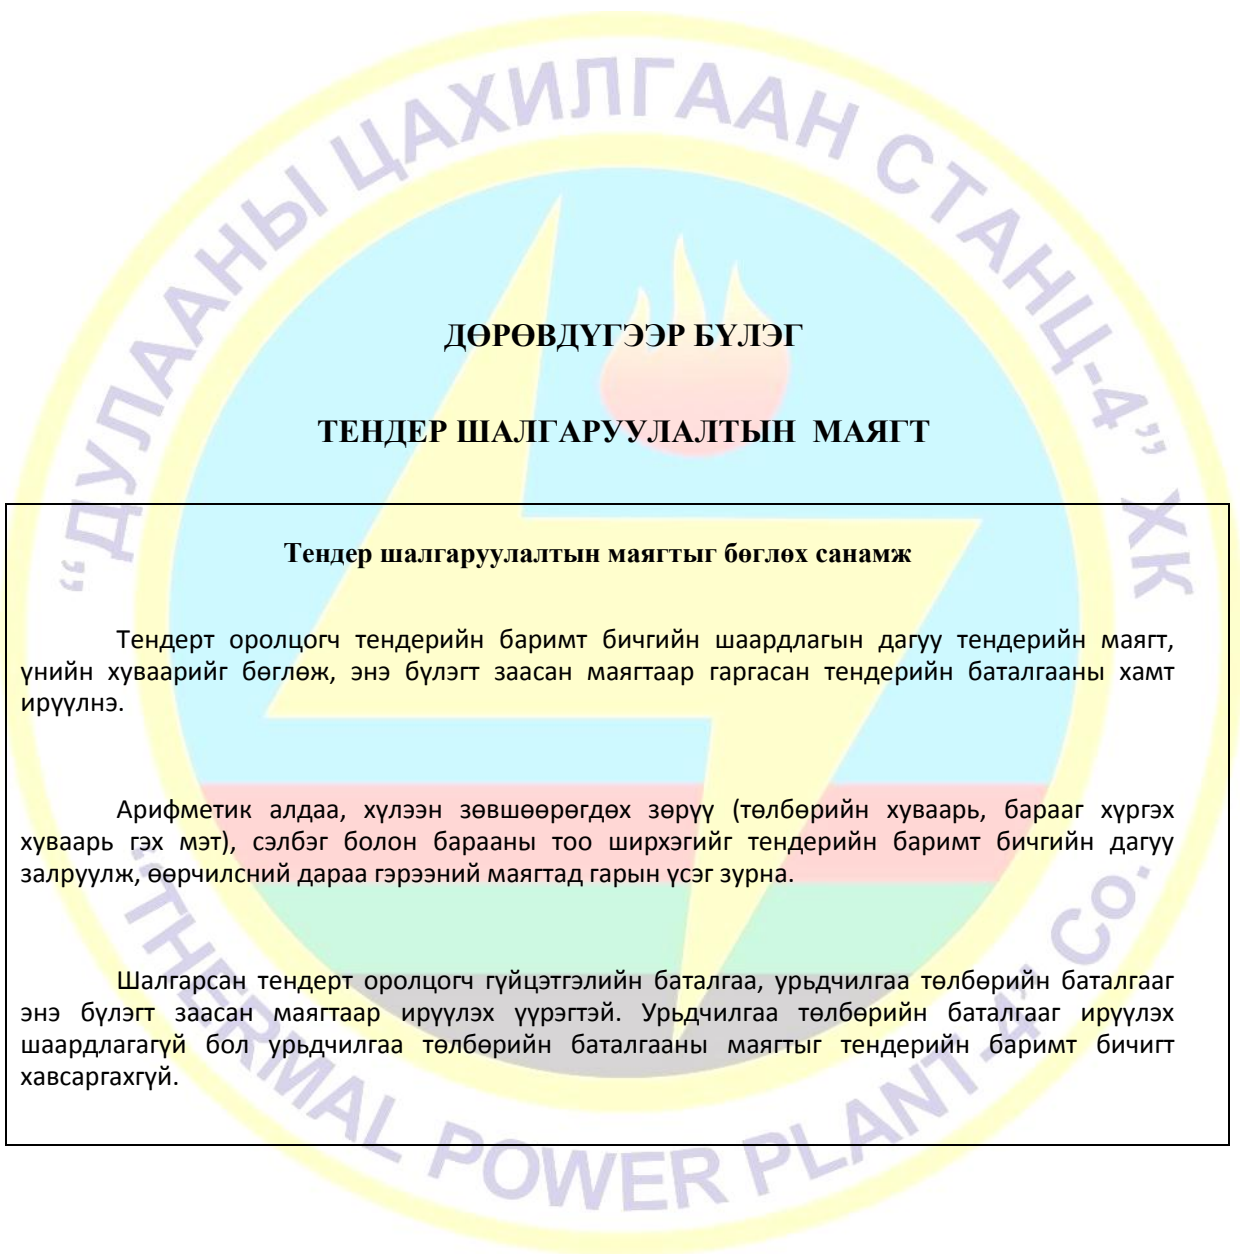 "ДУЛААНЫ ЦАХИЛГААН СТАНЦ-4" ХК
ДӨРӨВДҮГЭЭР БҮЛЭГ
ТЕНДЕР ШАЛГАРУУЛАЛТЫН МАЯГТ
Тендер шалгаруулалтын маягтыг бөглөх санамж
Тендерт оролцогч тендерийн баримт бичгийн шаардлагын дагуу тендерийн маягт,
үнийн хуваарийг бөглөж, энэ бүлэгт заасан маягтаар гаргасан тендерийн баталгааны хамт
ирүүлнэ.
Арифметик алдаа, хүлээн зөвшөөрөгдөх зөрүү (төлбөрийн хуваарь, барааг хүргэх
хуваарь гэх мэт), сэлбэг болон барааны тоо ширхэгийг тендерийн баримт бичгийн дагуу
залруулж, өөрчилсний дараа гэрээний маягтад гарын үсэг зурна.
Шалгарсан тендерт оролцогч гүйцэтгэлийн баталгаа, урьдчилгаа төлбөрийн баталгааг
энэ бүлэгт заасан маягтаар ирүүлэх үүрэгтэй. Урьдчилгаа төлбөрийн баталгааг ирүүлэх
шаардлагагүй бол урьдчилгаа төлбөрийн баталгааны маягтыг тендерийн баримт бичигт
хавсаргахгүй.
"THERMAL POWER PLANT-4" Co.